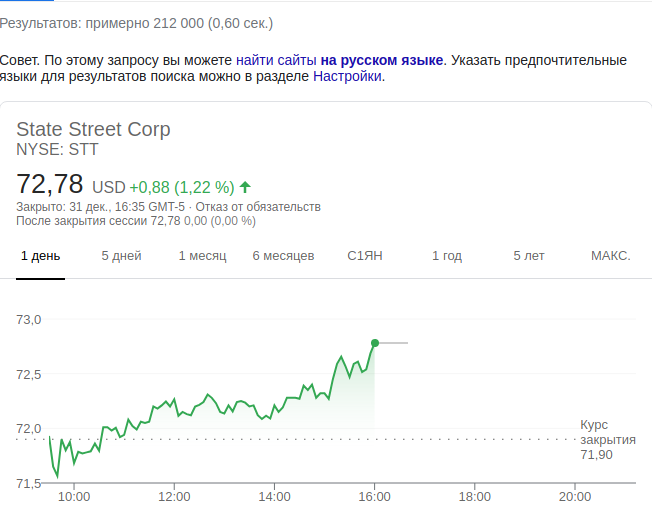 Результатов: примерно 212 000 (0,60 сек.)
Совет. По этому запросу вы можете найти сайты на русском языке. Указать предпочтительные
языки для результатов поиска можно в разделе Настройки.
State Street Corp
NYSE: STT
72,78 USD +0,88 (1,22 %)
Закрыто: 31 дек., 16:35 GMT-5 · Отказ от обязательств
После закрытия сессии 72,78 0,00 (0,00 %)
1 день 5 дней 1 месяц 6 месяцев С1ЯН 1 год 5 лет МАКС.
73,0
72,5
72,0
71,5
Курс
закрытия
71,90
10:00 12:00 14:00 16:00 18:00 20:00